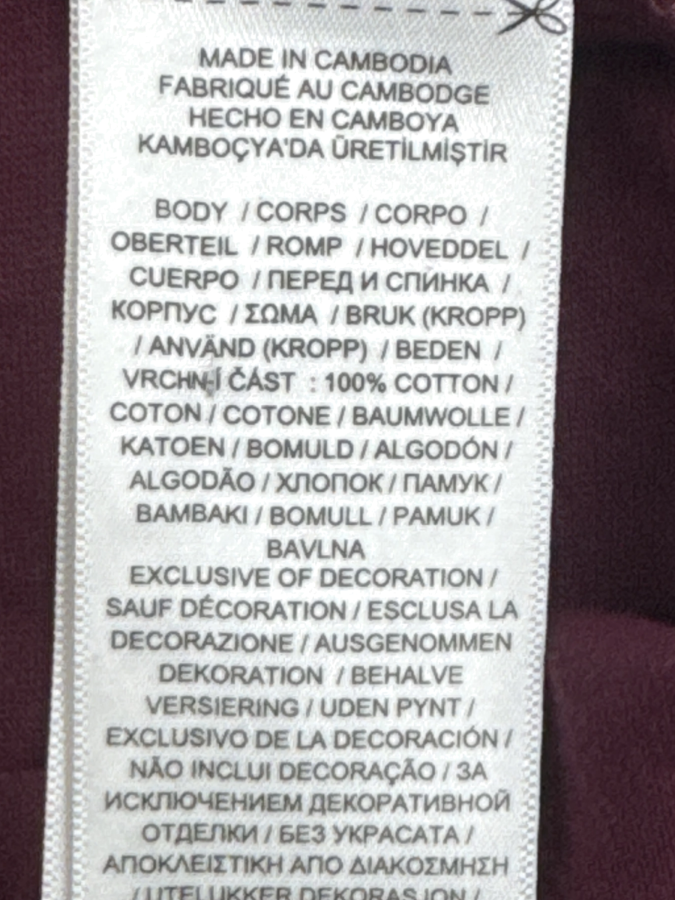 MADE IN CAMBODIA
FABRIQUÉ AU CAMBODGE
HECHO EN CAMBOYA
KAMBOÇYA'DA ÜRETİLMİŞTİR
BODY / CORPS / CORPO /
OBERTEIL / ROMP / HOVEDDEL /
CUERPO / ПЕРЕД И СПИНКА /
КОРПУС / ΣΩΜΑ / BRUK (KROPP)
/ ANVÄND (KROPP) / BEDEN /
VRCHN-Í ČÁST : 100% COTTON /
COTON / COTONE / BAUMWOLLE /
KATOEN / BOMULD / ALGODÓN /
ALGODÃO / ХЛОПОК / ПАМУК /
BAMBAKI / BOMULL / PAMUK /
BAVLNA
EXCLUSIVE OF DECORATION /
SAUF DÉCORATION / ESCLUSA LA
DECORAZIONE / AUSGENOMMEN
DEKORATION / BEHALVE
VERSIERING / UDEN PYNT /
EXCLUSIVO DE LA DECORACIÓN /
NÃO INCLUI DECORAÇÃO / ЗА
ИСКЛЮЧЕНИЕМ ДЕКОРАТИВНОЙ
ОТДЕЛКИ / БЕЗ УКРАСАТА /
ΑΠΟΚΛΕΙΣΤΙΚΗ ΑΠΟ ΔΙΑΚΟΣΜΗΣΗ
/ UTELUKKER DEKORASJON /